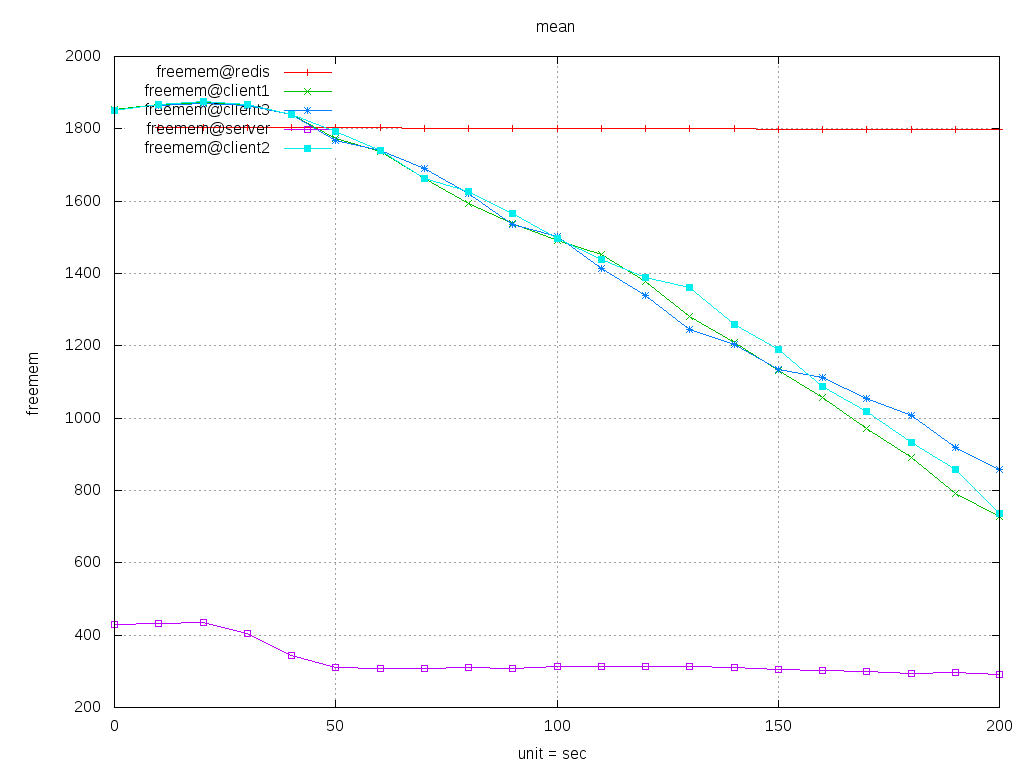 mean
2000
1800
1600
1400
1200
1000
800
600
400
200
freemem
freemem@redis
freemem@client1
freemem@client3
freemem@server
freemem@client2
0
50
100
150
200
unit = sec